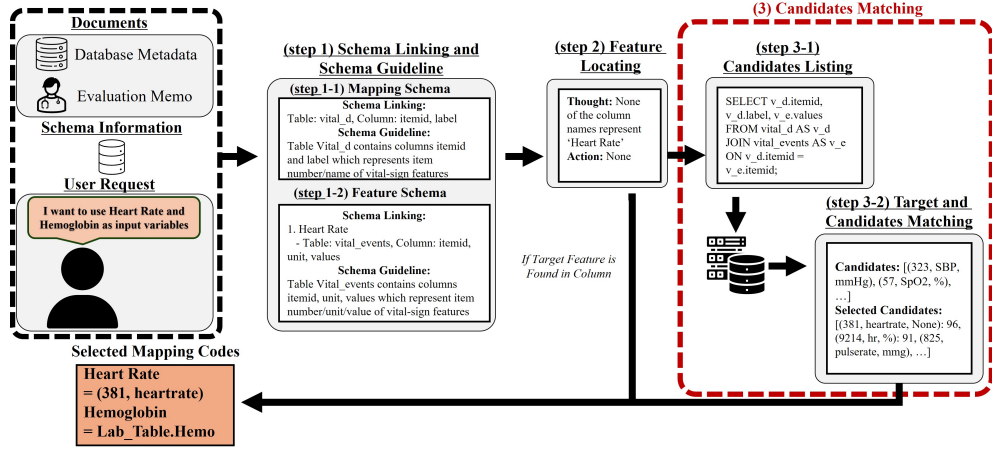 Documents
Database Metadata
Evaluation Memo
Schema Information
User Request
I want to use Heart Rate and
Hemoglobin as input variables
(step 1) Schema Linking and
Schema Guideline
(step 1-1) Mapping Schema
Schema Linking:
Table: vital_d, Column: itemid, label
Schema Guideline:
Table Vital_d contains columns itemid
and label which represents item
number/name of vital-sign features
(step 1-2) Feature Schema
Schema Linking:
1. Heart Rate
- Table: vital_events, Column: itemid,
unit, values
Schema Guideline:
Table Vital_events contains columns
itemid, unit, values which represent item
number/unit/value of vital-sign features
(step 2) Feature
Locating
Thought: None
of the column
names represent
‘Heart Rate’
Action: None
If Target Feature is
Found in Column
(3) Candidates Matching
(step 3-1)
Candidates Listing
SELECT v_d.itemid,
v_d.label, v_e.values
FROM vital_d AS v_d
JOIN vital_events AS v_e
ON v_d.itemid =
v_e.itemid;
(step 3-2) Target and
Candidates Matching
Candidates: [(323, SBP,
mmHg), (57, SpO2, %),
…]
Selected Candidates:
[(381, heartrate, None): 96,
(9214, hr, %): 91, (825,
pulserate, mmg), …]
Selected Mapping Codes
Heart Rate
= (381, heartrate)
Hemoglobin
= Lab_Table.Hemo